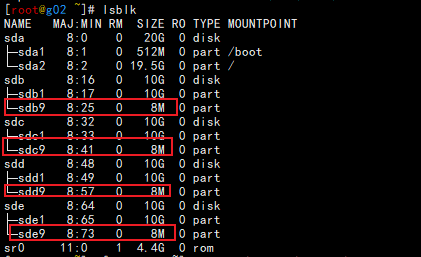 [root@g02 ~]# lsblk
NAME   MAJ:MIN RM  SIZE RO TYPE MOUNTPOINT
sda      8:0    0   20G  0 disk
├─sda1   8:1    0  512M  0 part /boot
└─sda2   8:2    0 19.5G  0 part /
sdb      8:16   0   10G  0 disk
├─sdb1   8:17   0   10G  0 part
└─sdb9   8:25   0    8M  0 part
sdc      8:32   0   10G  0 disk
├─sdc1   8:33   0   10G  0 part
└─sdc9   8:41   0    8M  0 part
sdd      8:48   0   10G  0 disk
├─sdd1   8:49   0   10G  0 part
└─sdd9   8:57   0    8M  0 part
sde      8:64   0   10G  0 disk
├─sde1   8:65   0   10G  0 part
└─sde9   8:73   0    8M  0 part
sr0     11:0    1  4.4G  0 rom